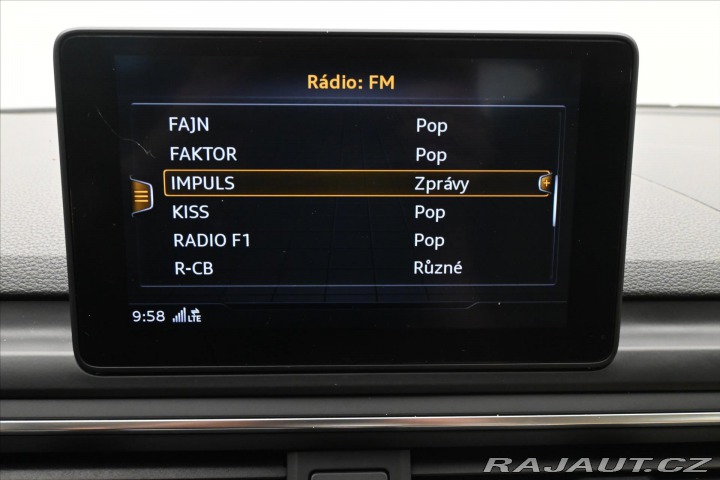 Rádio: FM
FAJN Pop
FAKTOR Pop
IMPULS Zprávy
KISS Pop
RADIO F1 Pop
R-CB Různé
9:58 LTE
RAJAUT.CZ